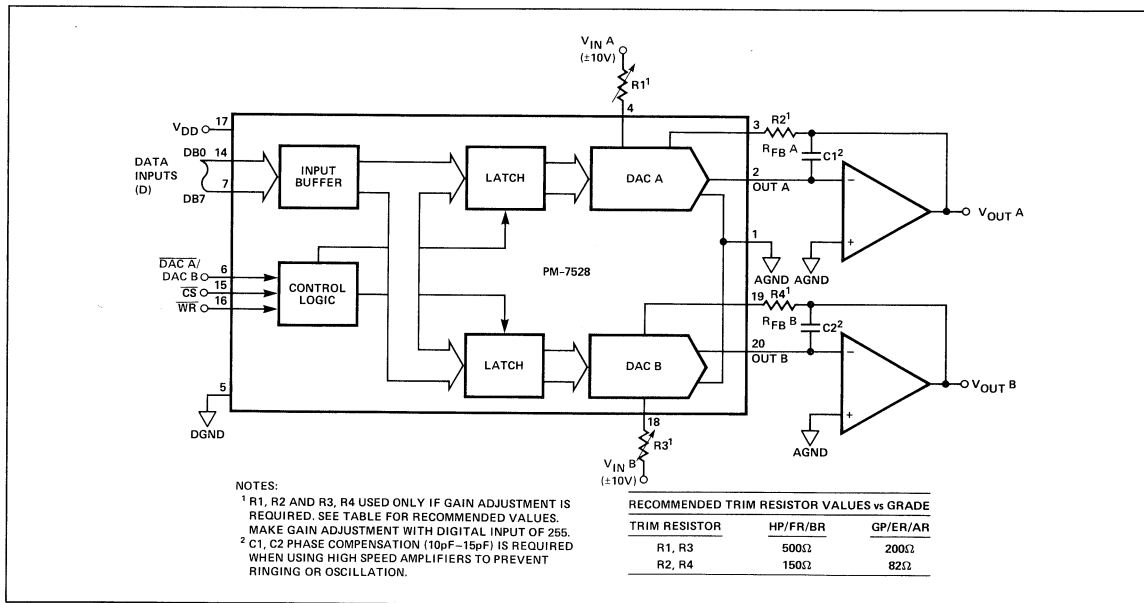 V_IN A
(±10V)
R1¹
4
17
V_DD
3
R2¹
R_FB A
C1²
DATA
INPUTS
(D)
DB0
14
7
DB7
INPUT
BUFFER
LATCH
DAC A
2
OUT A
−
+
V_OUT A
1
AGND
AGND
PM-7528
D̅A̅C̅ ̅A̅/
DAC B
6
C̅S̅
15
W̅R̅
16
CONTROL
LOGIC
19
R4¹
R_FB B
C2²
LATCH
DAC B
20
OUT B
−
+
V_OUT B
AGND
5
DGND
18
R3¹
V_IN B
(±10V)
NOTES:
¹ R1, R2 AND R3, R4 USED ONLY IF GAIN ADJUSTMENT IS
REQUIRED. SEE TABLE FOR RECOMMENDED VALUES.
MAKE GAIN ADJUSTMENT WITH DIGITAL INPUT OF 255.
² C1, C2 PHASE COMPENSATION (10pF–15pF) IS REQUIRED
WHEN USING HIGH SPEED AMPLIFIERS TO PREVENT
RINGING OR OSCILLATION.
RECOMMENDED TRIM RESISTOR VALUES vs GRADE
TRIM RESISTOR HP/FR/BR GP/ER/AR
R1, R3 500Ω 200Ω
R2, R4 150Ω 82Ω